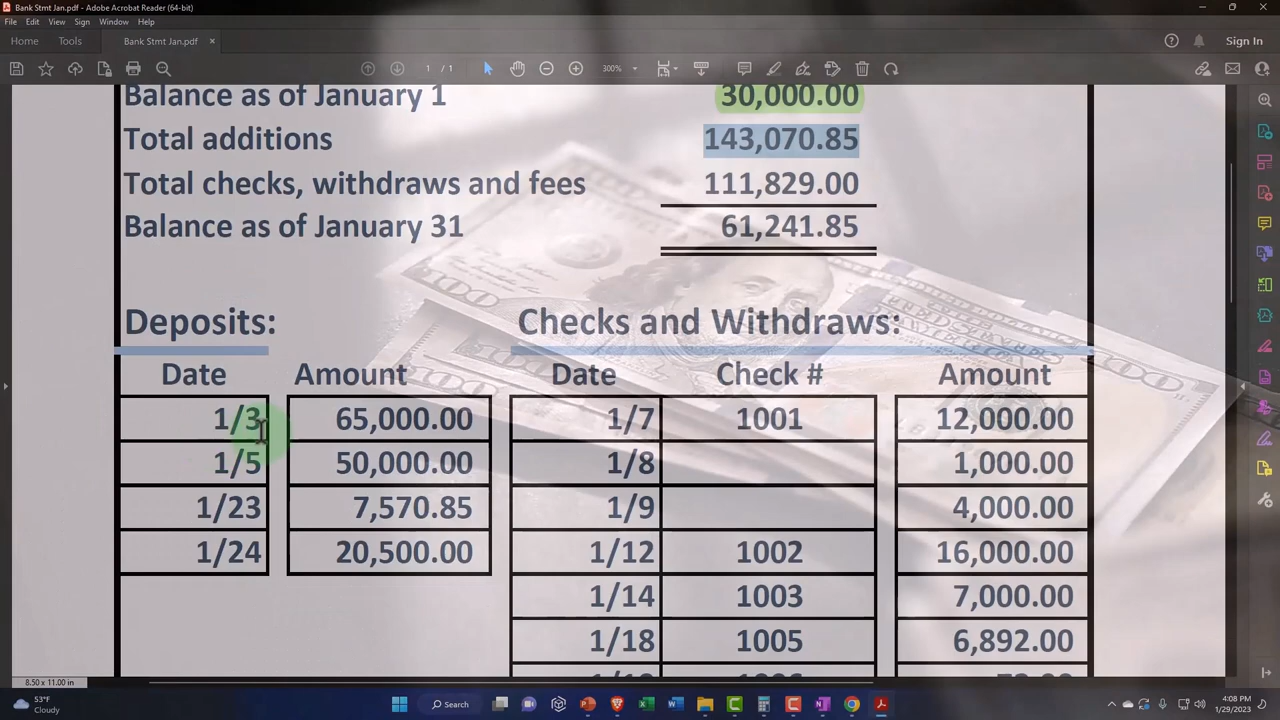 Bank Stmt Jan.pdf - Adobe Acrobat Reader (64-bit)
File Edit View Sign Window Help
Home Tools Bank Stmt Jan.pdf × Sign In
1 / 1 300%
Balance as of January 1 30,000.00
Total additions 143,070.85
Total checks, withdraws and fees 111,829.00
Balance as of January 31 61,241.85
Deposits: Checks and Withdraws:
Date Amount Date Check # Amount
1/3 65,000.00 1/7 1001 12,000.00
1/5 50,000.00 1/8 1,000.00
1/23 7,570.85 1/9 4,000.00
1/24 20,500.00 1/12 1002 16,000.00
1/14 1003 7,000.00
1/18 1005 6,892.00
8.50 x 11.00 in
53°F
Cloudy
Search
4:08 PM
1/29/2023